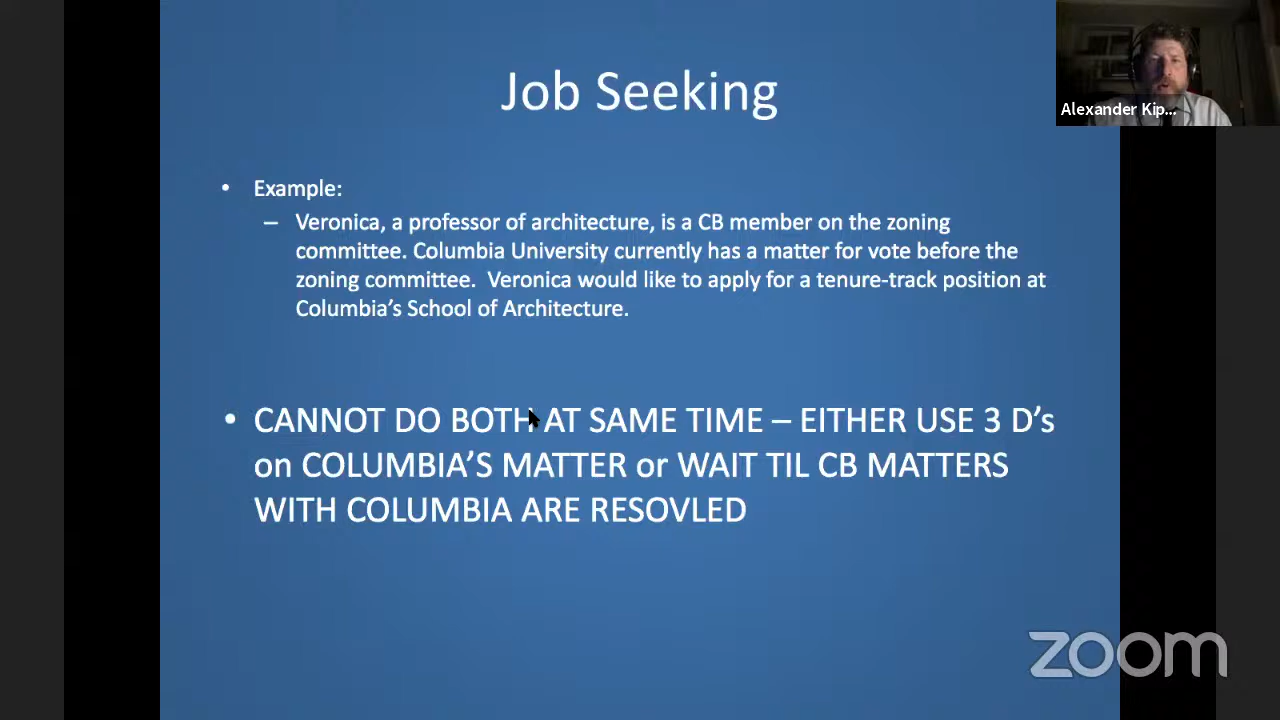 Job Seeking
Alexander Kip...
• Example:
– Veronica, a professor of architecture, is a CB member on the zoning
committee. Columbia University currently has a matter for vote before the
zoning committee.  Veronica would like to apply for a tenure-track position at
Columbia's School of Architecture.
• CANNOT DO BOTH AT SAME TIME – EITHER USE 3 D's
on COLUMBIA'S MATTER or WAIT TIL CB MATTERS
WITH COLUMBIA ARE RESOVLED
zoom